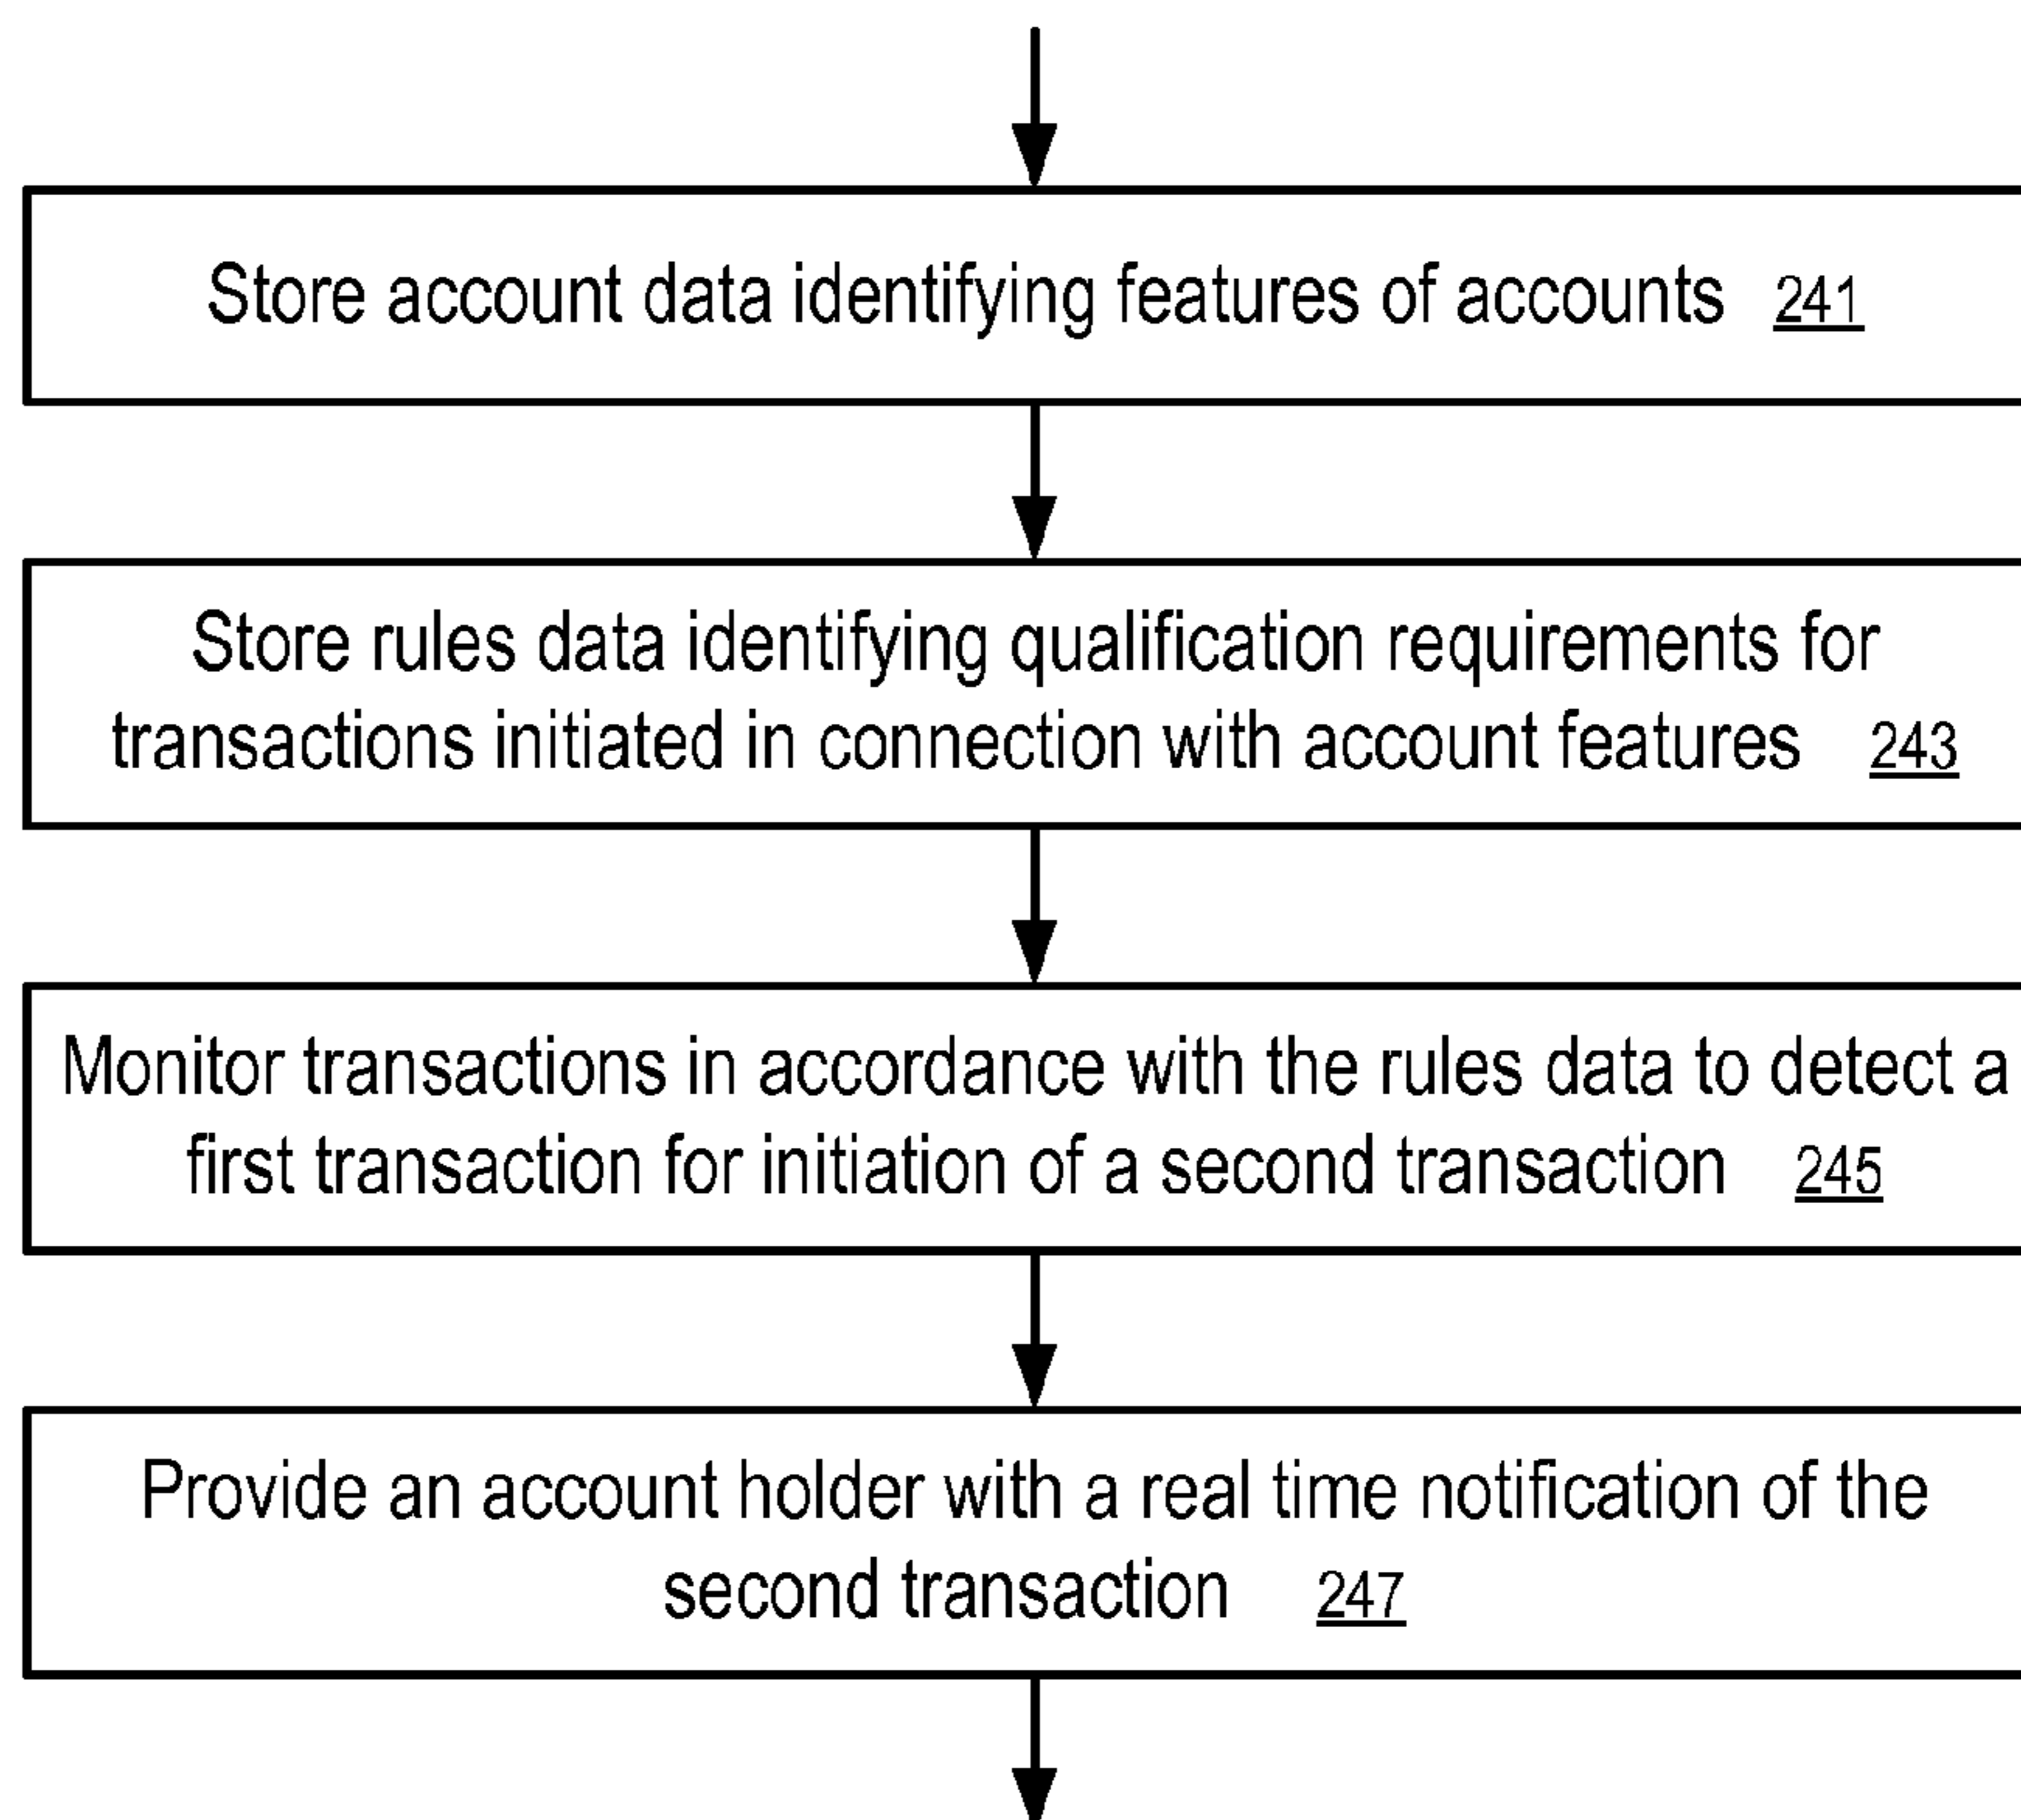 Store account data identifying features of accounts 241
Store rules data identifying qualification requirements for
transactions initiated in connection with account features 243
Monitor transactions in accordance with the rules data to detect a
first transaction for initiation of a second transaction 245
Provide an account holder with a real time notification of the
second transaction 247